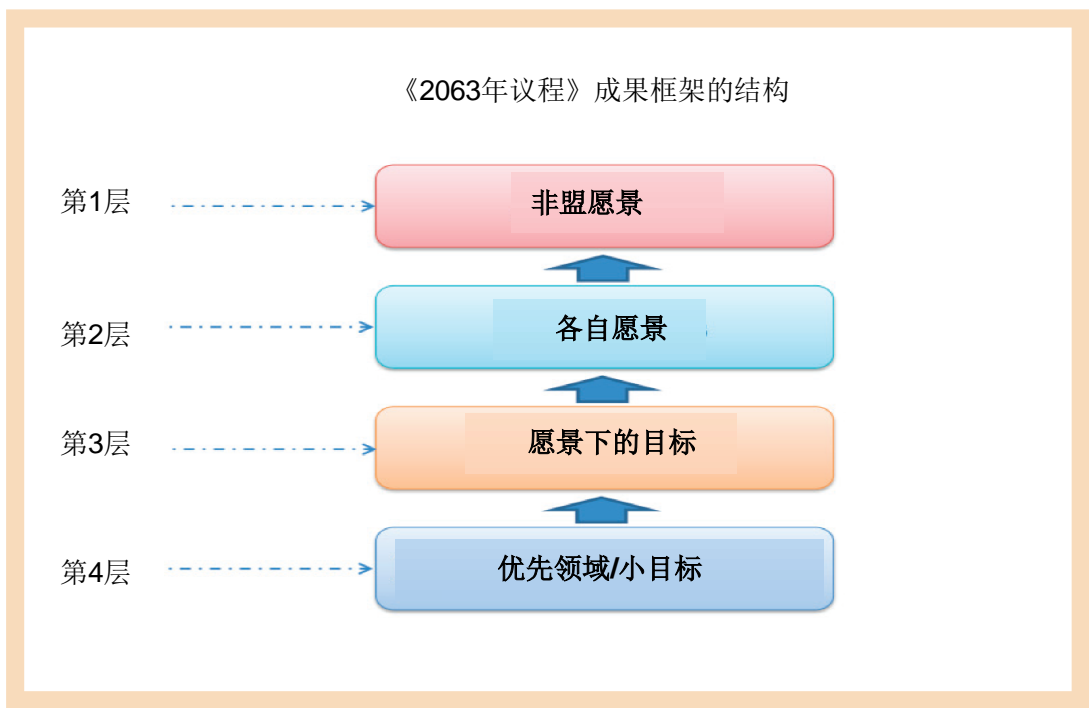 《2063年议程》成果框架的结构
第1层
非盟愿景
第2层
各自愿景
第3层
愿景下的目标
第4层
优先领域/小目标